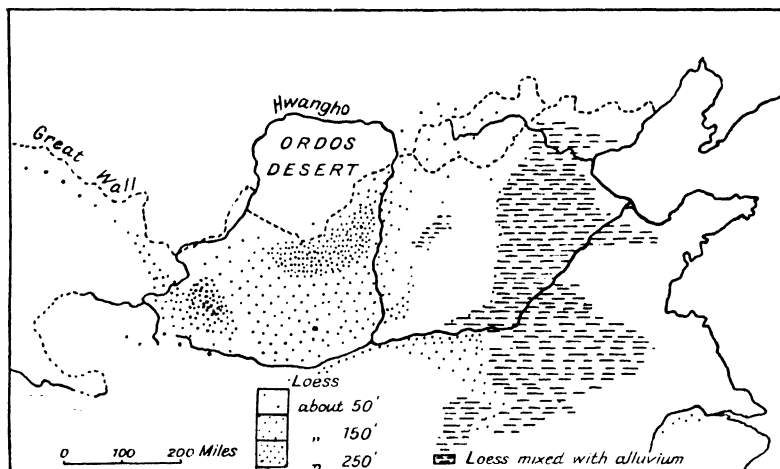 Hwangho
ORDOS
DESERT
Great Wall
Loess
about 50'
„ 150'
„ 250'
0 100 200 Miles
Loess mixed with alluvium